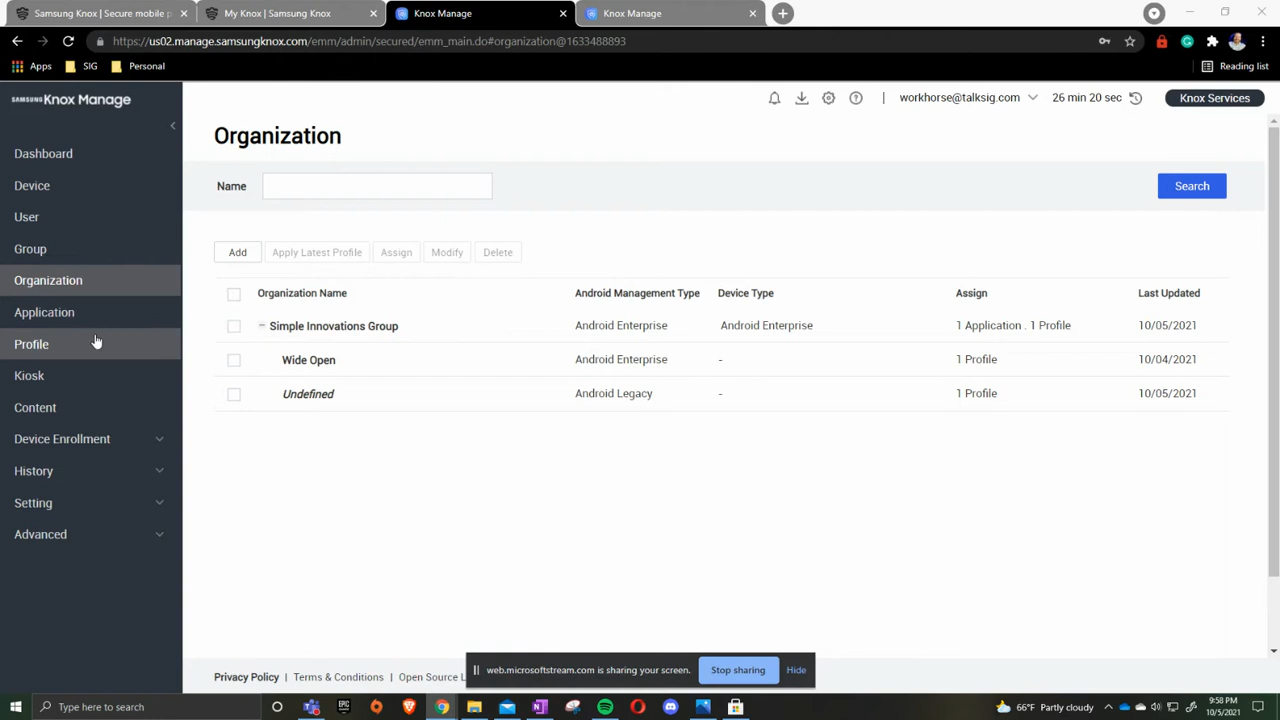 Samsung Knox | Secure mobile p
My Knox | Samsung Knox
Knox Manage
Knox Manage
https://us02.manage.samsungknox.com/emm/admin/secured/emm_main.do#organization@1633488893
Apps
SIG
Personal
Reading list
SAMSUNG Knox Manage
workhorse@talksig.com
26 min 20 sec
Knox Services
Dashboard
Device
User
Group
Organization
Application
Profile
Kiosk
Content
Device Enrollment
History
Setting
Advanced
Organization
Name
Search
Add Apply Latest Profile Assign Modify Delete
Organization Name Android Management Type Device Type Assign Last Updated
Simple Innovations Group Android Enterprise Android Enterprise 1 Application . 1 Profile 10/05/2021
Wide Open Android Enterprise - 1 Profile 10/04/2021
Undefined Android Legacy - 1 Profile 10/05/2021
Privacy Policy | Terms & Conditions | Open Source L
web.microsoftstream.com is sharing your screen. Stop sharing Hide
Type here to search
EPIC
66°F Partly cloudy
9:58 PM
10/5/2021